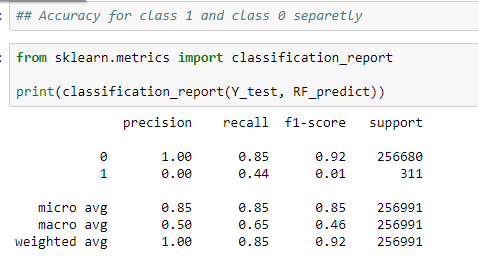 ## Accuracy for class 1 and class 0 separetly
from sklearn.metrics import classification_report
print(classification_report(Y_test, RF_predict))
precision recall f1-score support
0 1.00 0.85 0.92 256680
1 0.00 0.44 0.01 311
micro avg 0.85 0.85 0.85 256991
macro avg 0.50 0.65 0.46 256991
weighted avg 1.00 0.85 0.92 256991